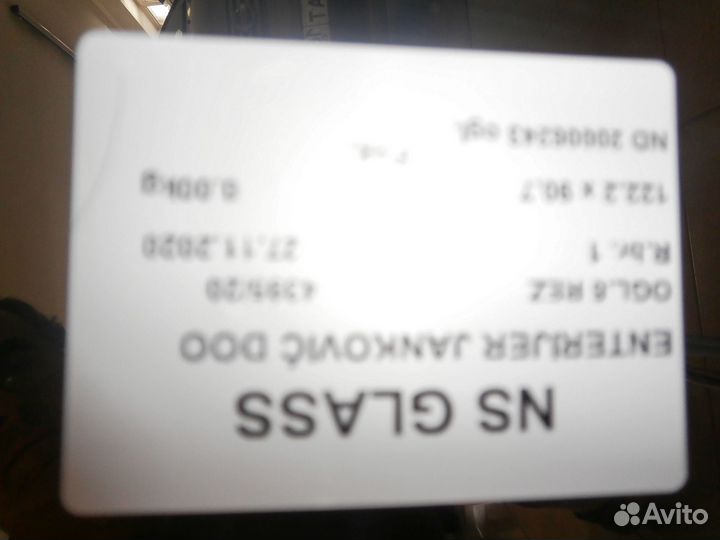 NS GLASS
ENTERIJER JANKOVIĆ DOO
OGL.6 REZ 4395/20
R.br. 1 27.11.2020
122.2 x 90.7 0.00kg
ND 20006243 ogl.
Avito